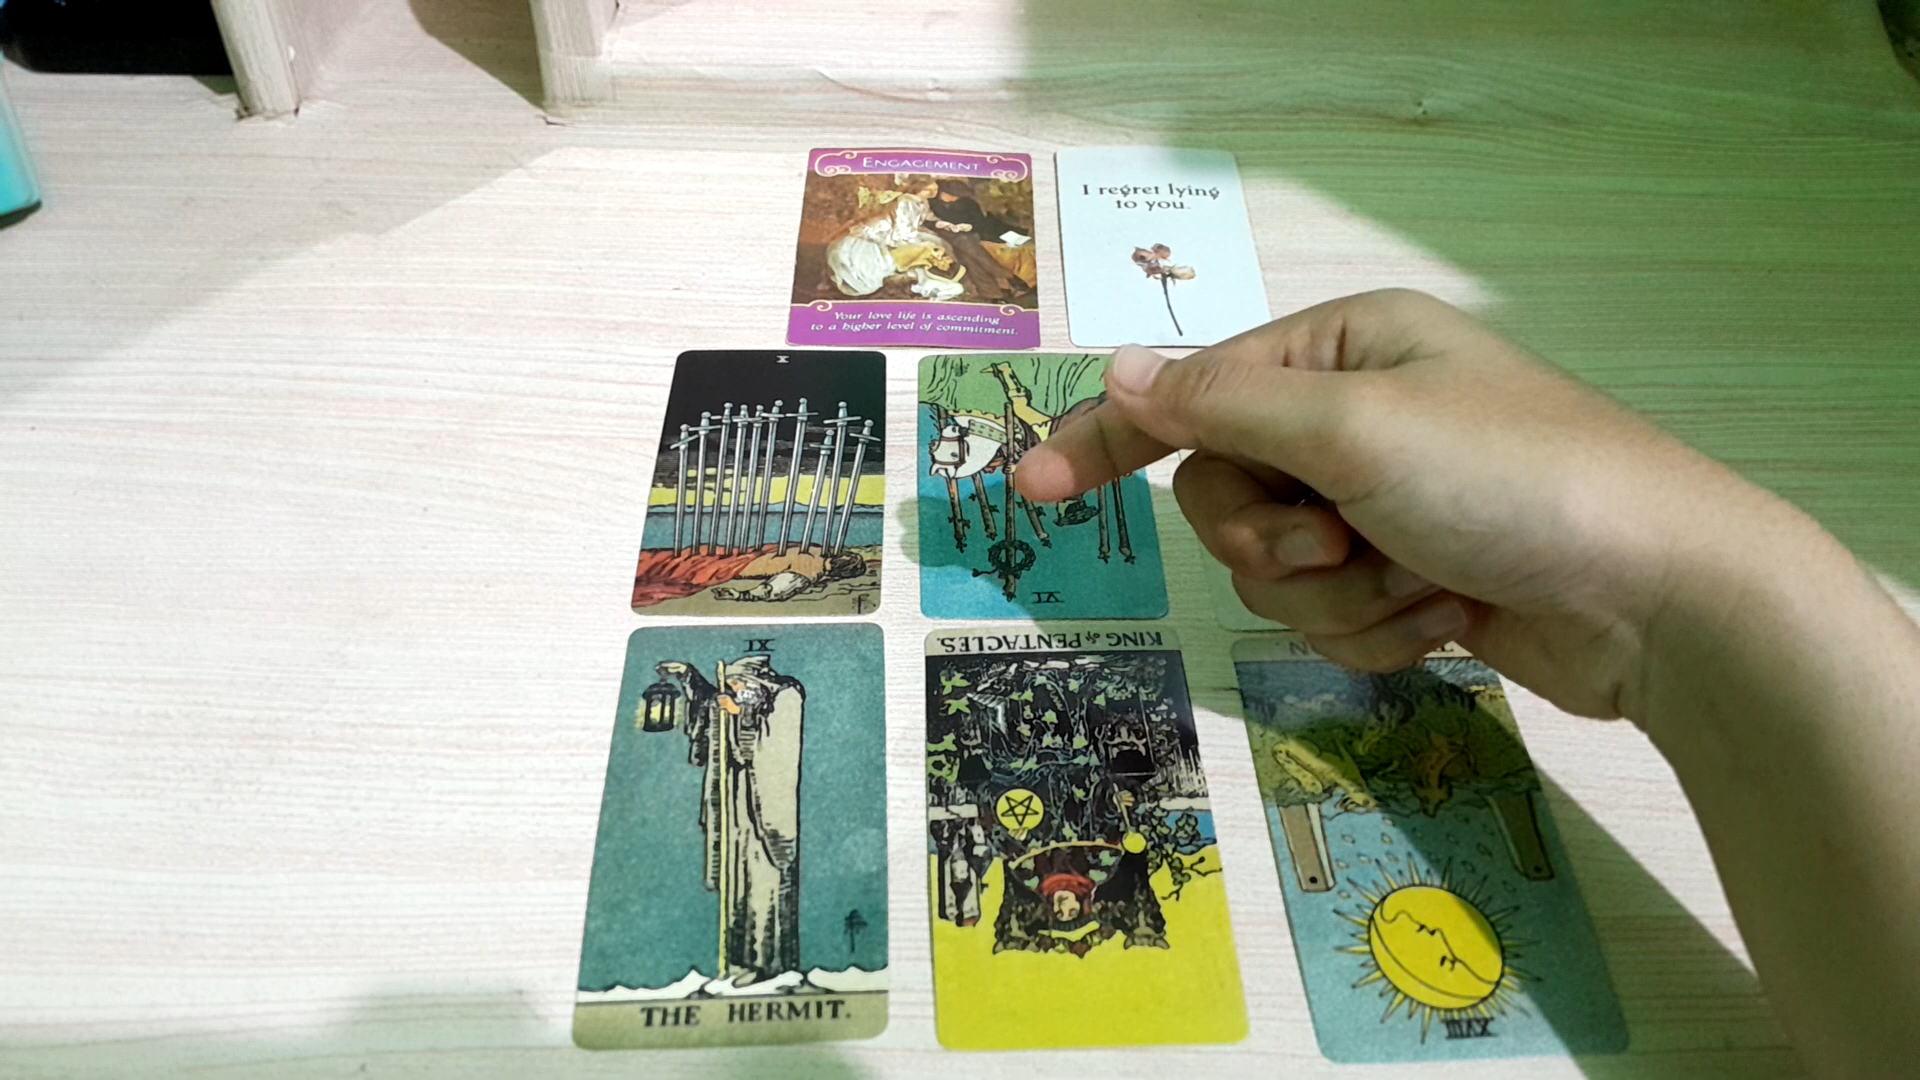 ENGAGEMENT
Your love life is ascending
to a higher level of commitment.
I regret lying
to you.
X
VI
IX
THE HERMIT.
KING of PENTACLES.
XVIII